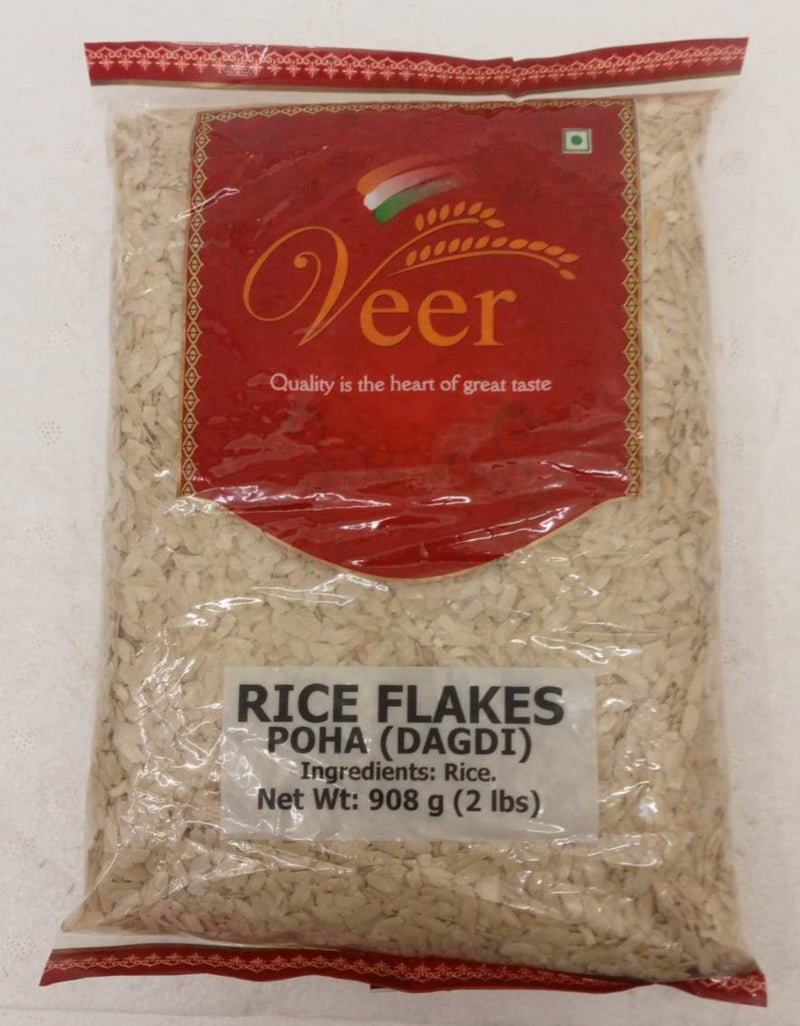 Veer
Quality is the heart of great taste
RICE FLAKES
POHA (DAGDI)
Ingredients: Rice.
Net Wt: 908 g (2 lbs)